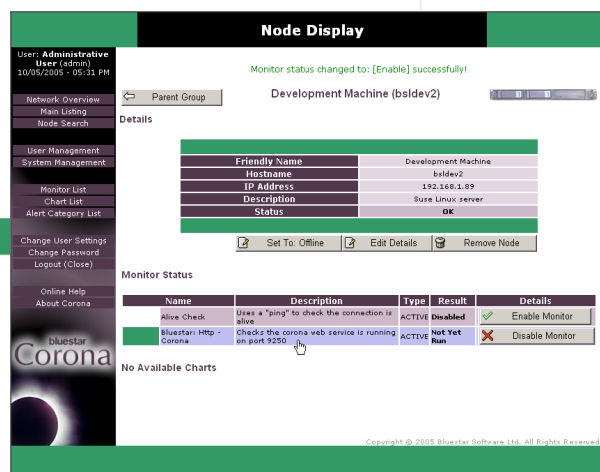 Node Display
User: Administrative
User (admin)
10/05/2005 - 05:31 PM
Network Overview
Main Listing
Node Search
User Management
System Management
Monitor List
Chart List
Alert Category List
Change User Settings
Change Password
Logout (Close)
Online Help
About Corona
bluestar
Corona
Monitor status changed to: [Enable] successfully!
Parent Group
Development Machine (bsldev2)
Details
Friendly Name Development Machine
Hostname bsldev2
IP Address 192.168.1.89
Description Suse Linux server
Status OK
Set To: Offline Edit Details Remove Node
Monitor Status
Name Description Type Result Details
Alive Check Uses a "ping" to check the connection is alive ACTIVE Disabled Enable Monitor
Bluestar: Http - Corona Checks the corona web service is running on port 9250 ACTIVE Not Yet Run Disable Monitor
No Available Charts
Copyright © 2005 Bluestar Software Ltd. All Rights Reserved